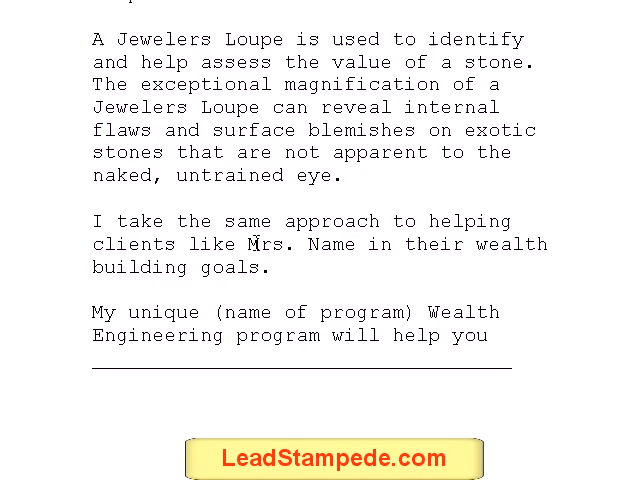 A Jewelers Loupe is used to identify
and help assess the value of a stone.
The exceptional magnification of a
Jewelers Loupe can reveal internal
flaws and surface blemishes on exotic
stones that are not apparent to the
naked, untrained eye.
I take the same approach to helping
clients like Mrs. Name in their wealth
building goals.
My unique (name of program) Wealth
Engineering program will help you
___________________________________
LeadStampede.com